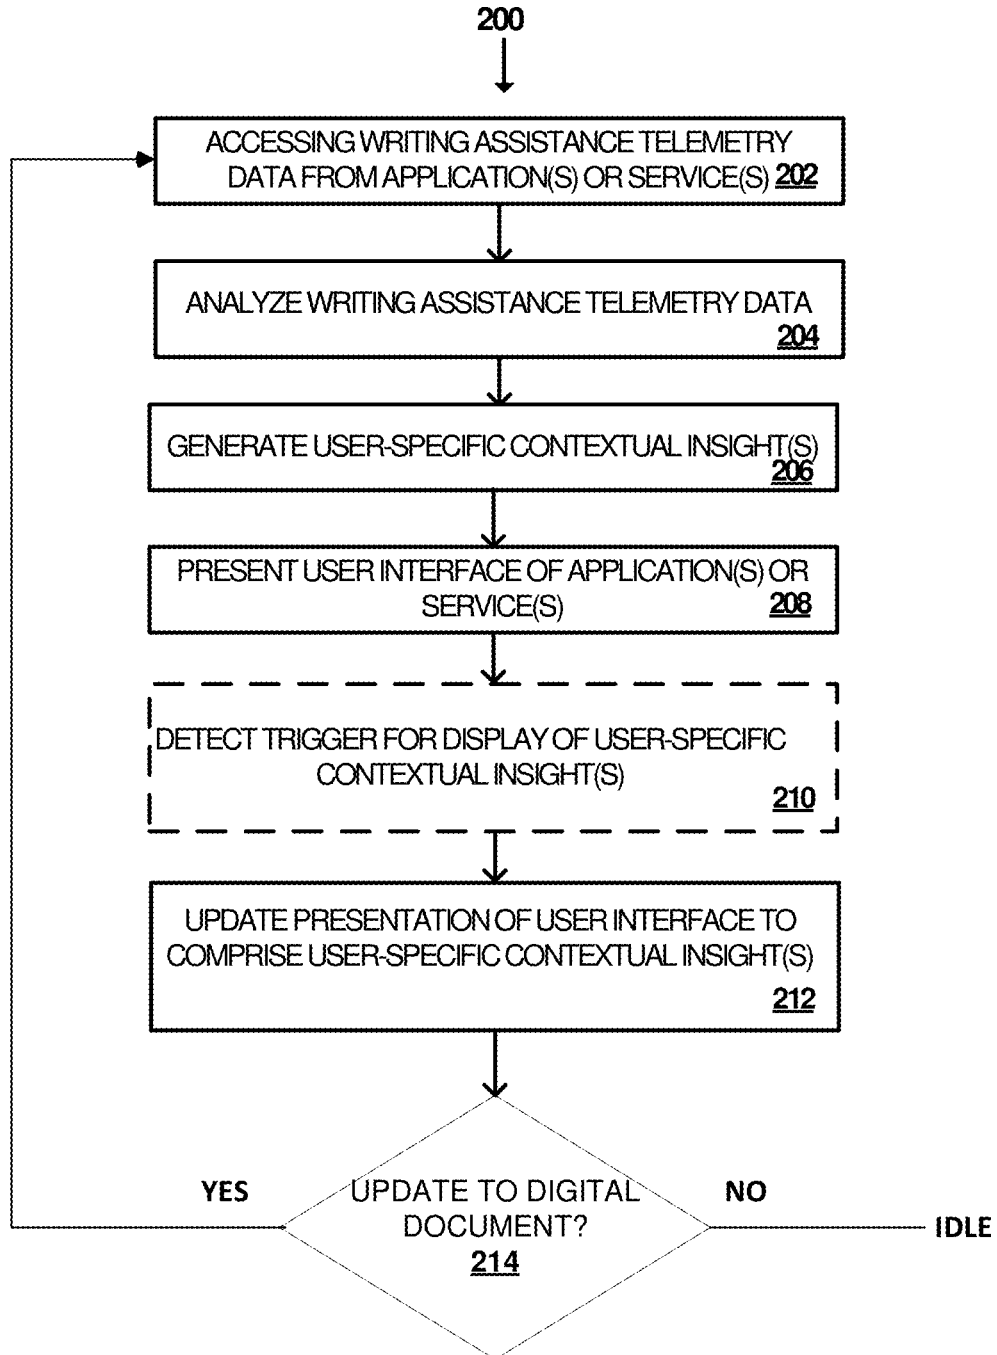 200
ACCESSING WRITING ASSISTANCE TELEMETRY
DATA FROM APPLICATION(S) OR SERVICE(S) 202
ANALYZE WRITING ASSISTANCE TELEMETRY DATA
204
GENERATE USER-SPECIFIC CONTEXTUAL INSIGHT(S)
206
PRESENT USER INTERFACE OF APPLICATION(S) OR
SERVICE(S) 208
DETECT TRIGGER FOR DISPLAY OF USER-SPECIFIC
CONTEXTUAL INSIGHT(S)
210
UPDATE PRESENTATION OF USER INTERFACE TO
COMPRISE USER-SPECIFIC CONTEXTUAL INSIGHT(S)
212
YES
UPDATE TO DIGITAL
DOCUMENT?
214
NO
IDLE